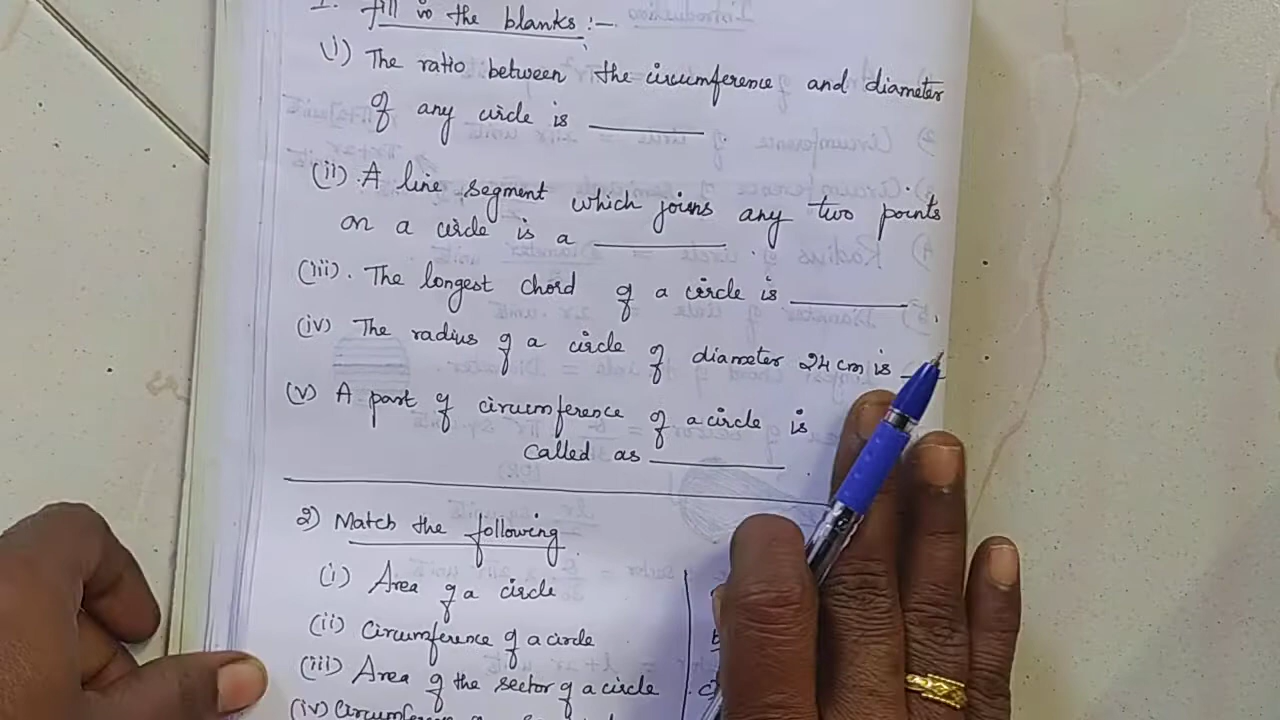 1. Fill in the blanks :-
(i) The ratio between the circumference and diameter
of any circle is ________.
(ii). A line segment which joins any two points
on a circle is a ________.
(iii). The longest chord of a circle is ________.
(iv) The radius of a circle of diameter 24 cm is __
(v) A part of circumference of a circle is
called as ________.
2) Match the following
(i) Area of a circle
(ii) Circumference of a circle
(iii) Area of the sector of a circle
(iv) Circumference